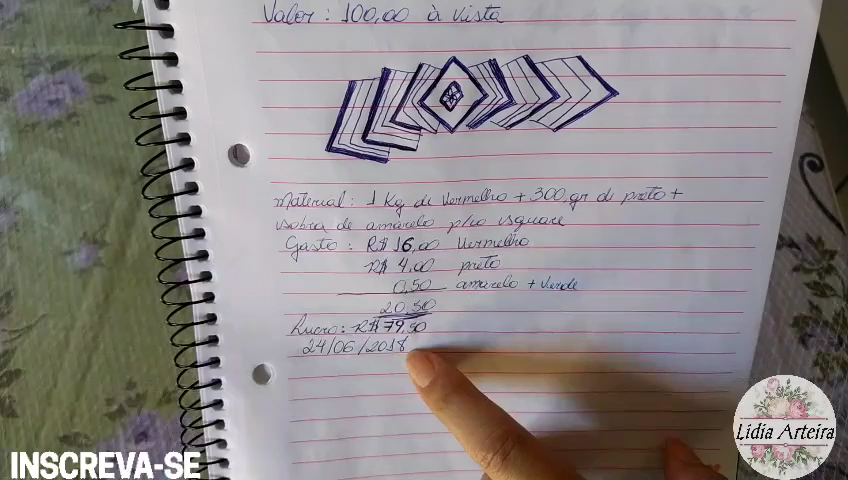 Valor: 100,00 à vista
Material: 1 Kg de Vermelho + 300 gr de preto +
sobra de amarelo p/ o square
Gasto: R$ 16,00 Vermelho
R$ 4,00 preto
0,50 amarelo + Verde
20,50
Lucro: R$ 79,50
24/06/2018
Lidia Arteira
INSCREVA-SE